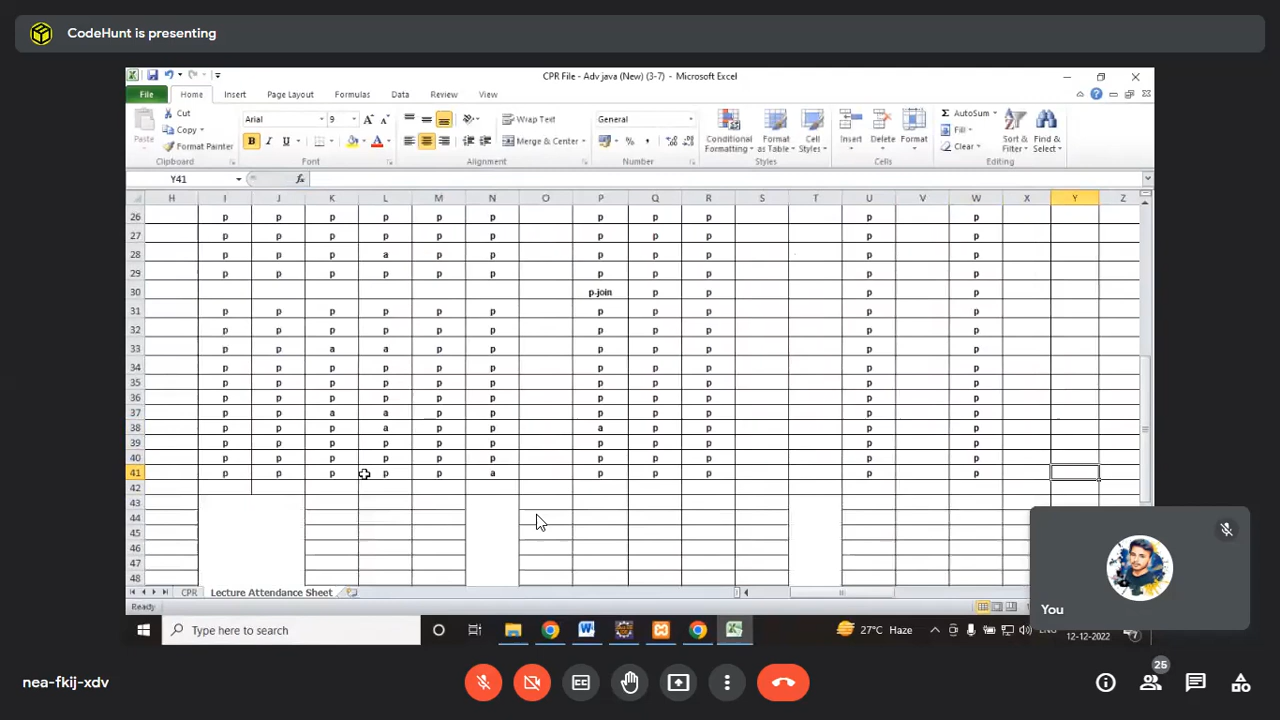 CodeHunt is presenting
CPR File - Adv java (New) (3-7) - Microsoft Excel
File Home Insert Page Layout Formulas Data Review View
Cut
Copy
Format Painter
Paste
Clipboard
Arial 9
B I U
Font
Wrap Text
Merge & Center
Alignment
General
%
Number
Conditional Formatting
Format as Table
Cell Styles
Styles
Insert Delete Format
Cells
AutoSum
Fill
Clear
Sort & Filter
Find & Select
Editing
Y41
fx
H I J K L M N O P Q R S T U V W X Y Z
26 p p p p p p p p p p p
27 p p p p p p p p p p p
28 p p p a p p p p p p p
29 p p p p p p p p p p p
30 p.join p p p p
31 p p p p p p p p p p p
32 p p p p p p p p p p p
33 p p a a p p p p p p p
34 p p p p p p p p p p p
35 p p p p p p p p p p p
36 p p p p p p p p p p p
37 p p a a p p p p p p p
38 p p p a p p a p p p p
39 p p p p p p p p p p p
40 p p p p p p p p p p p
41 p p p p p a p p p p p
42
43
44
45
46
47
48
CPR Lecture Attendance Sheet
Ready
Type here to search
27°C Haze
12-12-2022
You
nea-fkij-xdv
25